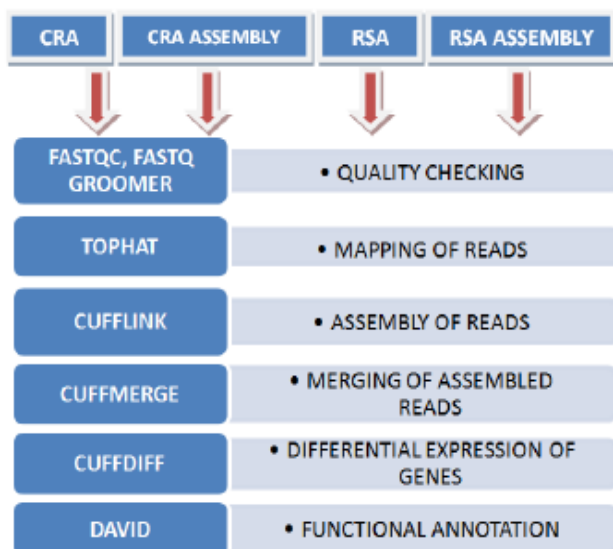 CRA
CRA ASSEMBLY
RSA
RSA ASSEMBLY
FASTQC, FASTQ
GROOMER
• QUALITY CHECKING
TOPHAT
• MAPPING OF READS
CUFFLINK
• ASSEMBLY OF READS
CUFFMERGE
• MERGING OF ASSEMBLED
READS
CUFFDIFF
• DIFFERENTIAL EXPRESSION OF
GENES
DAVID
• FUNCTIONAL ANNOTATION